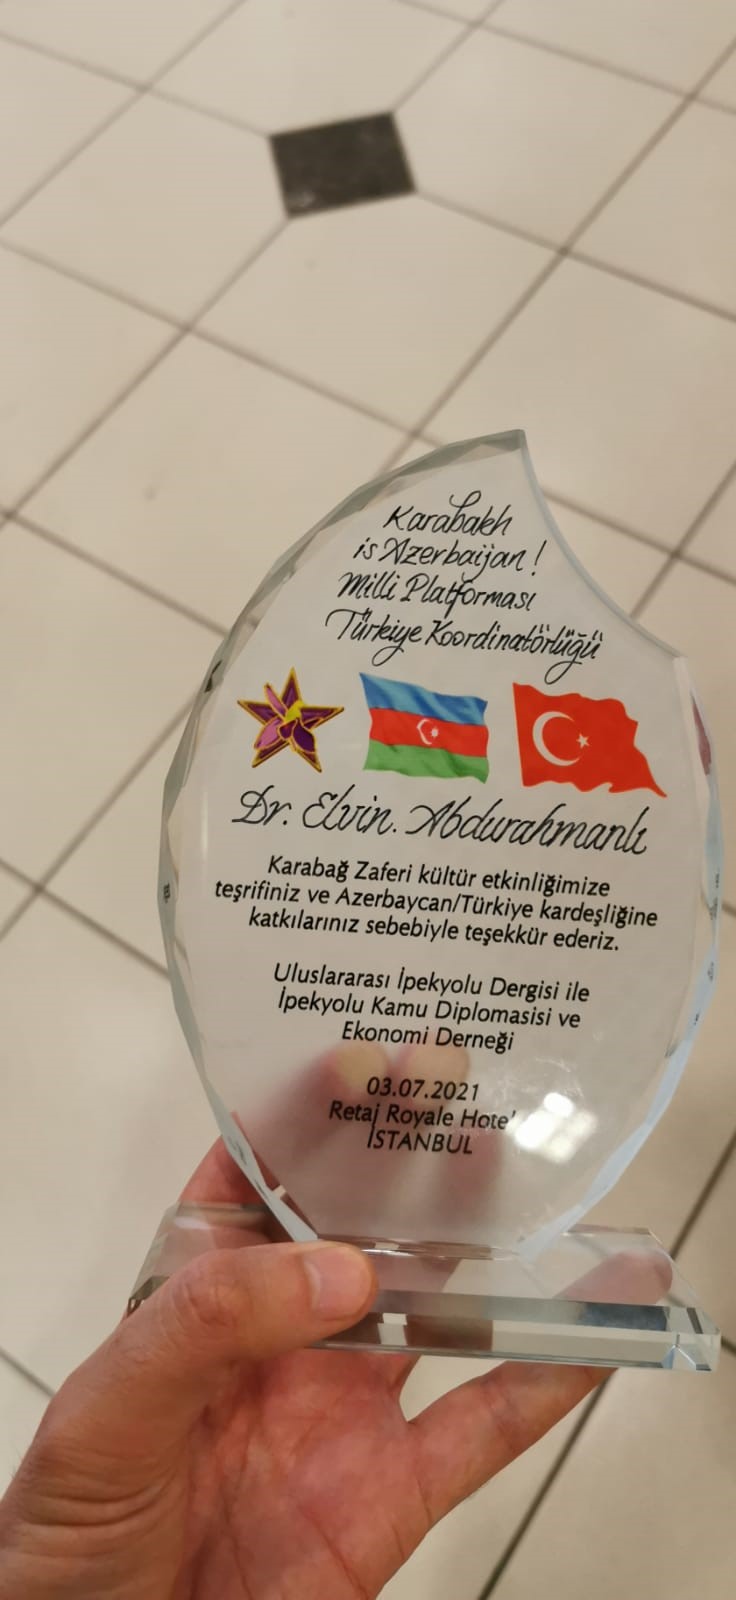 Karabakh
is Azerbaijan!
Milli Platforması
Türkiye Koordinatörlüğü
Dr. Elvin. Abdurahmanlı
Karabağ Zaferi kültür etkinliğimize
teşrifiniz ve Azerbaycan/Türkiye kardeşliğine
katkılarınız sebebiyle teşekkür ederiz.
Uluslararası İpekyolu Dergisi ile
İpekyolu Kamu Diplomasisi ve
Ekonomi Derneği
03.07.2021
Retaj Royale Hotel
İSTANBUL